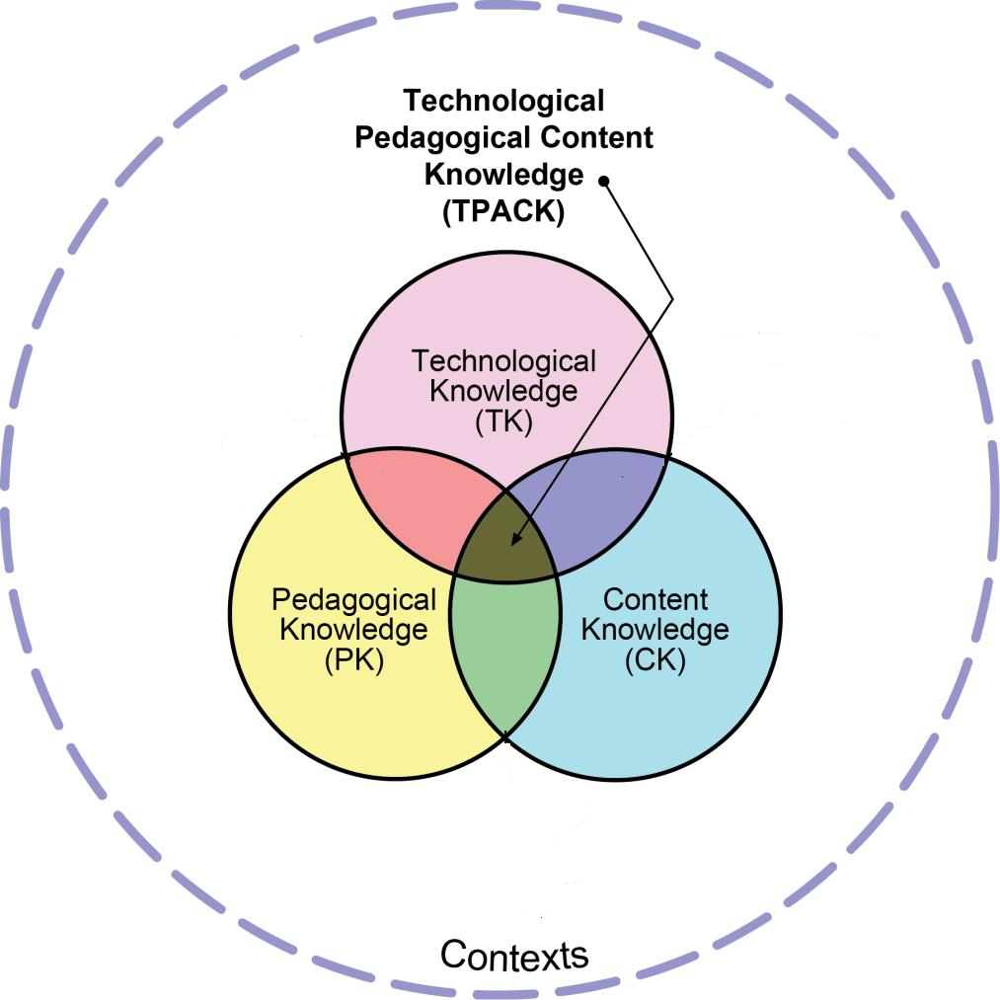 Technological
Pedagogical Content
Knowledge
(TPACK)
Technological
Knowledge
(TK)
Pedagogical
Knowledge
(PK)
Content
Knowledge
(CK)
Contexts